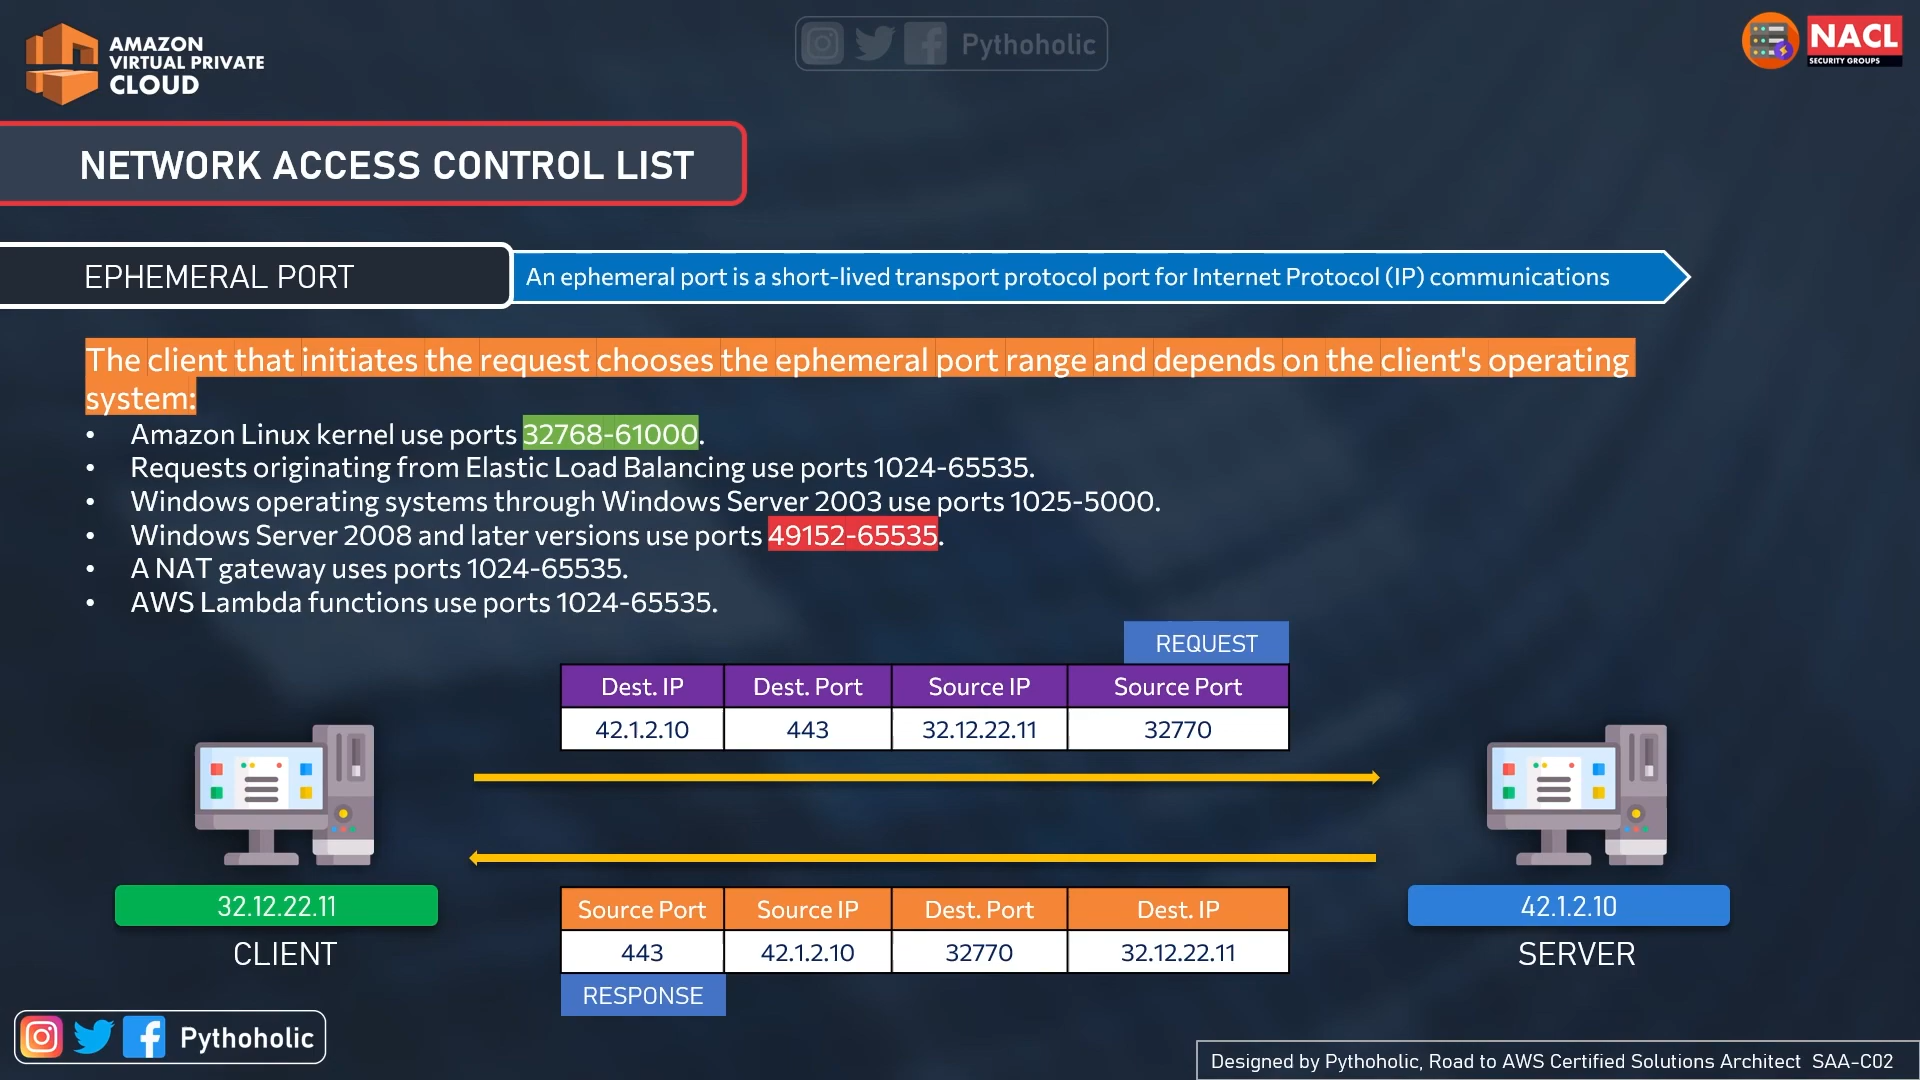 AMAZON
VIRTUAL PRIVATE
CLOUD
Pythoholic
NACL
SECURITY GROUPS
NETWORK ACCESS CONTROL LIST
EPHEMERAL PORT
An ephemeral port is a short-lived transport protocol port for Internet Protocol (IP) communications
The client that initiates the request chooses the ephemeral port range and depends on the client's operating
system:
• Amazon Linux kernel use ports 32768-61000.
• Requests originating from Elastic Load Balancing use ports 1024-65535.
• Windows operating systems through Windows Server 2003 use ports 1025-5000.
• Windows Server 2008 and later versions use ports 49152-65535.
• A NAT gateway uses ports 1024-65535.
• AWS Lambda functions use ports 1024-65535.
REQUEST
Dest. IP Dest. Port Source IP Source Port
42.1.2.10 443 32.12.22.11 32770
32.12.22.11
CLIENT
Source Port Source IP Dest. Port Dest. IP
443 42.1.2.10 32770 32.12.22.11
RESPONSE
42.1.2.10
SERVER
Pythoholic
Designed by Pythoholic, Road to AWS Certified Solutions Architect SAA-C02